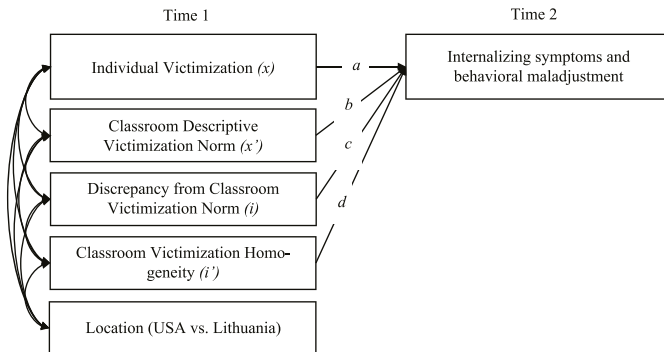 Time 1
Time 2
Individual Victimization (x)
a
Internalizing symptoms and
behavioral maladjustment
b
Classroom Descriptive
Victimization Norm (x’)
c
Discrepancy from Classroom
Victimization Norm (i)
d
Classroom Victimization Homo-
geneity (i’)
Location (USA vs. Lithuania)